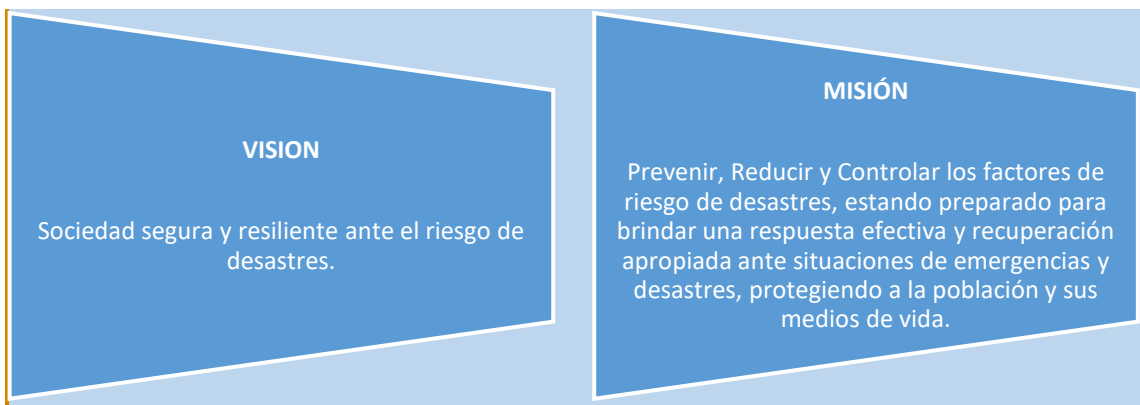 VISION
Sociedad segura y resiliente ante el riesgo de
desastres.
MISIÓN
Prevenir, Reducir y Controlar los factores de
riesgo de desastres, estando preparado para
brindar una respuesta efectiva y recuperación
apropiada ante situaciones de emergencias y
desastres, protegiendo a la población y sus
medios de vida.